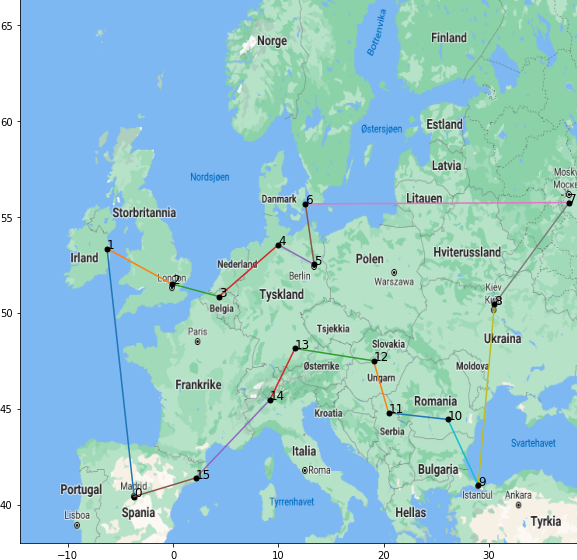 65
60
55
50
45
40
−10
0
10
20
30
Bottenvika
Norge
Finland
Østersjøen
Estland
Latvia
Nordsjøen
Danmark
6
Litauen
7
Storbritannia
1
Irland
4
Nederland
5
Berlin
Polen
Warszawa
Hviterussland
London
2
3
Belgia
Tyskland
Kiev
8
Paris
Tsjekkia
Ukraina
13
Slovakia
12
Østerrike
Moldova
Frankrike
Ungarn
14
Kroatia
11
Romania
10
Serbia
Svartehavet
Italia
Roma
Bulgaria
15
9
Istanbul
Ankara
Portugal
Madrid
0
Spania
Lisboa
Tyrrenhavet
Hellas
Tyrkia